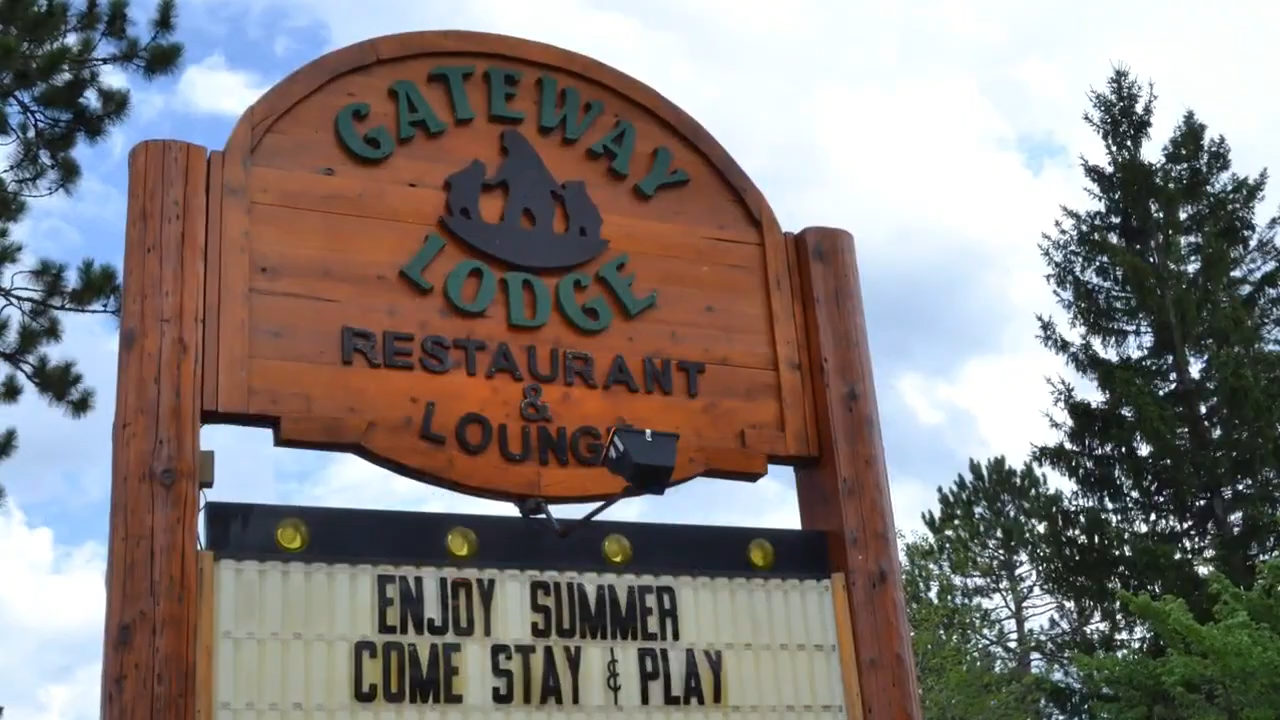 GATEWAY
LODGE
RESTAURANT
&
LOUNGE
ENJOY SUMMER
COME STAY & PLAY